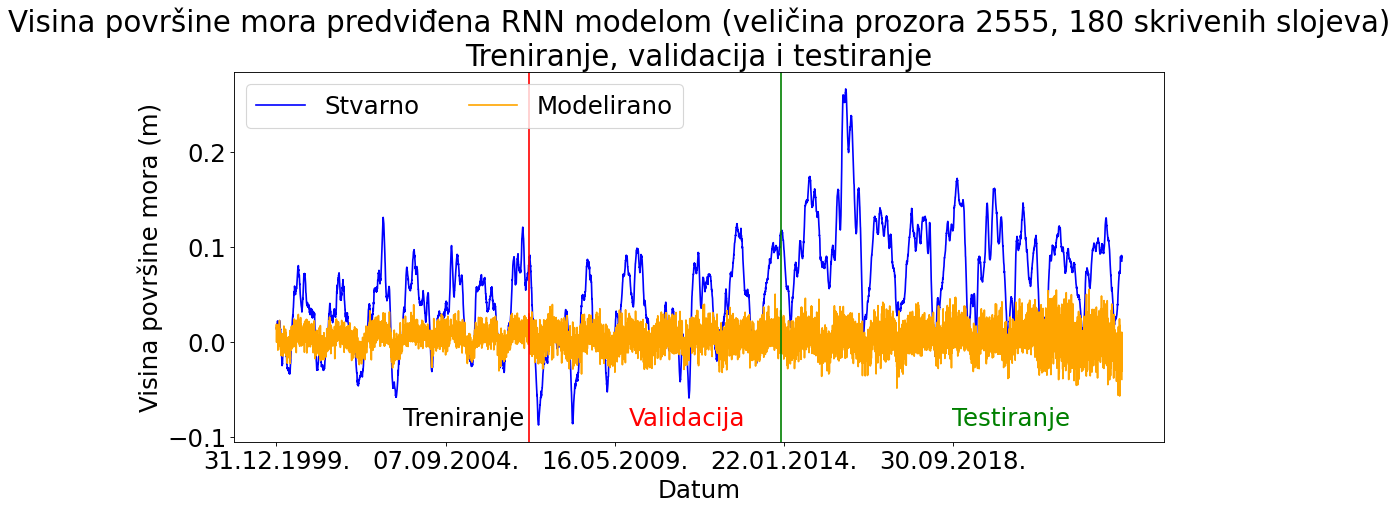 Visina površine mora predviđena RNN modelom (veličina prozora 2555, 180 skrivenih slojeva)
Treniranje, validacija i testiranje
Stvarno Modelirano
Visina površine mora (m)
0.2
0.1
0.0
−0.1
Treniranje Validacija Testiranje
31.12.1999. 07.09.2004. 16.05.2009. 22.01.2014. 30.09.2018.
Datum